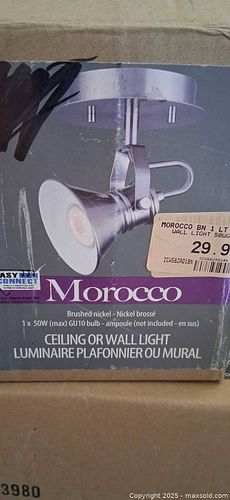 MOROCCO BN 1 LT
WALL LIGHT 50W
29.9
EASY
CONNECT
Morocco
Brushed nickel - Nickel brossé
1 x 50W (max) GU10 bulb - ampoule (not included - en sus)
CEILING OR WALL LIGHT
LUMINAIRE PLAFONNIER OU MURAL
3980
Copyright 2025 - maxsold.com